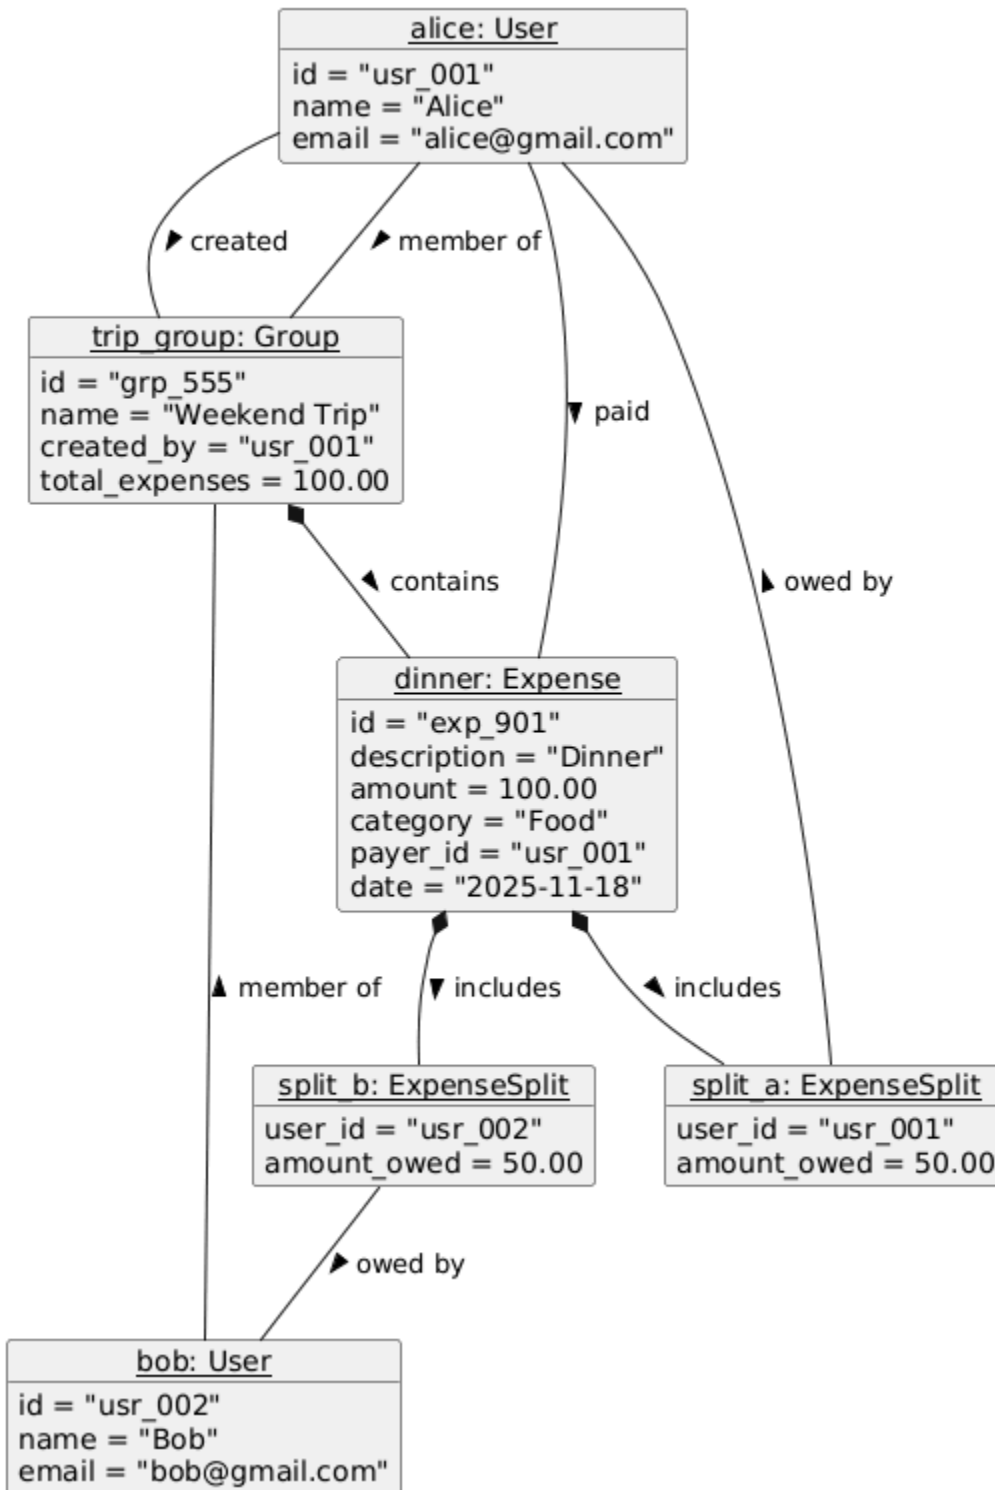 alice: User
id = "usr_001"
name = "Alice"
email = "alice@gmail.com"
created
member of
trip_group: Group
id = "grp_555"
name = "Weekend Trip"
created_by = "usr_001"
total_expenses = 100.00
paid
contains
owed by
dinner: Expense
id = "exp_901"
description = "Dinner"
amount = 100.00
category = "Food"
payer_id = "usr_001"
date = "2025-11-18"
member of
includes
includes
split_b: ExpenseSplit
user_id = "usr_002"
amount_owed = 50.00
split_a: ExpenseSplit
user_id = "usr_001"
amount_owed = 50.00
owed by
bob: User
id = "usr_002"
name = "Bob"
email = "bob@gmail.com"